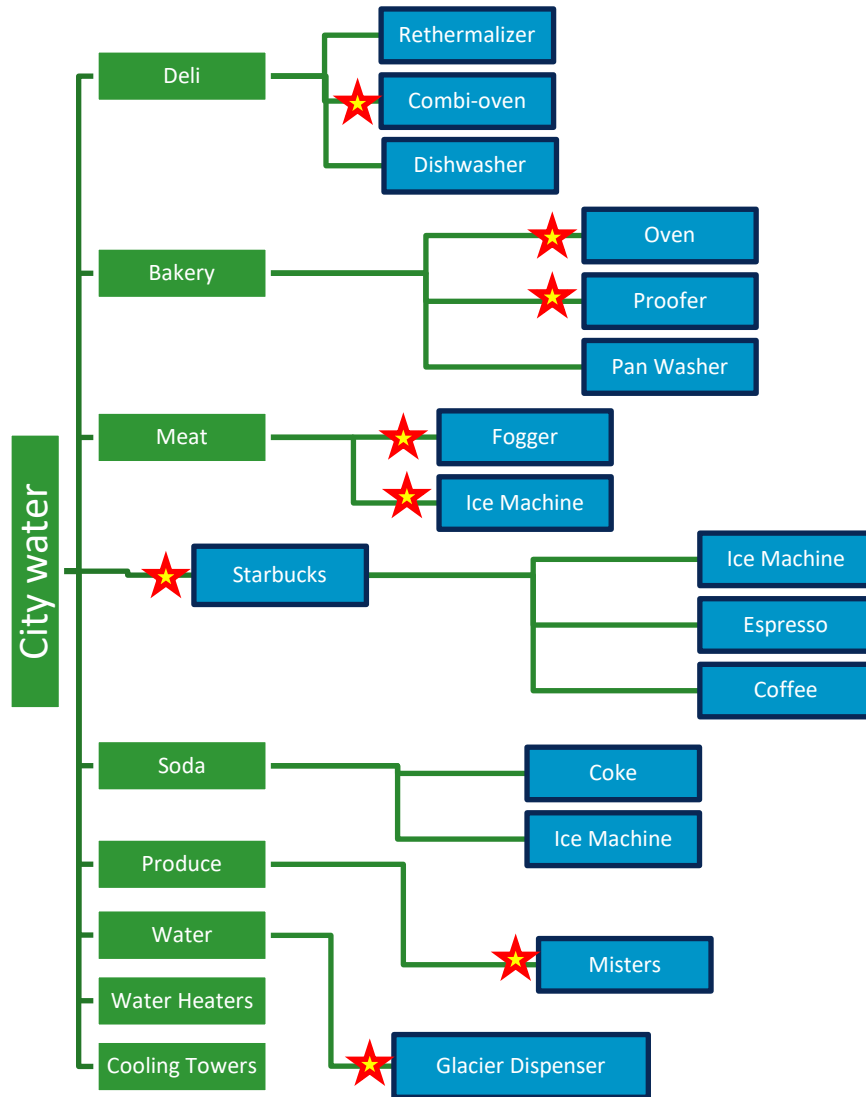 City water
Deli
Rethermalizer
Combi-oven
Dishwasher
Bakery
Oven
Proofer
Pan Washer
Meat
Fogger
Ice Machine
Starbucks
Ice Machine
Espresso
Coffee
Soda
Coke
Ice Machine
Produce
Misters
Water
Glacier Dispenser
Water Heaters
Cooling Towers